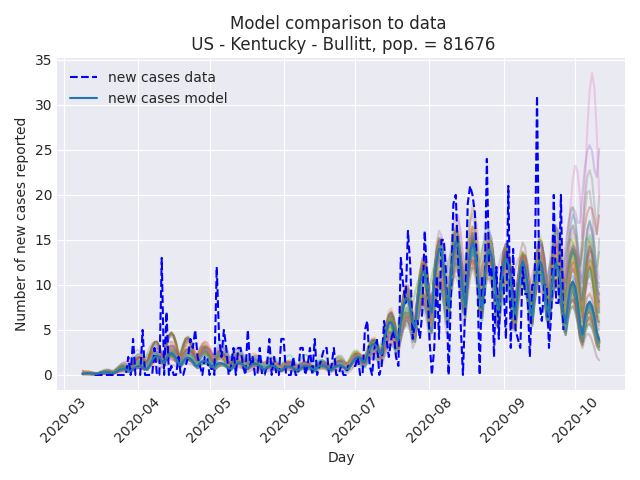 Model comparison to data
US - Kentucky - Bullitt, pop. = 81676
35
30
25
20
15
10
5
0
Number of new cases reported
new cases data
new cases model
2020-03
2020-04
2020-05
2020-06
2020-07
2020-08
2020-09
2020-10
Day